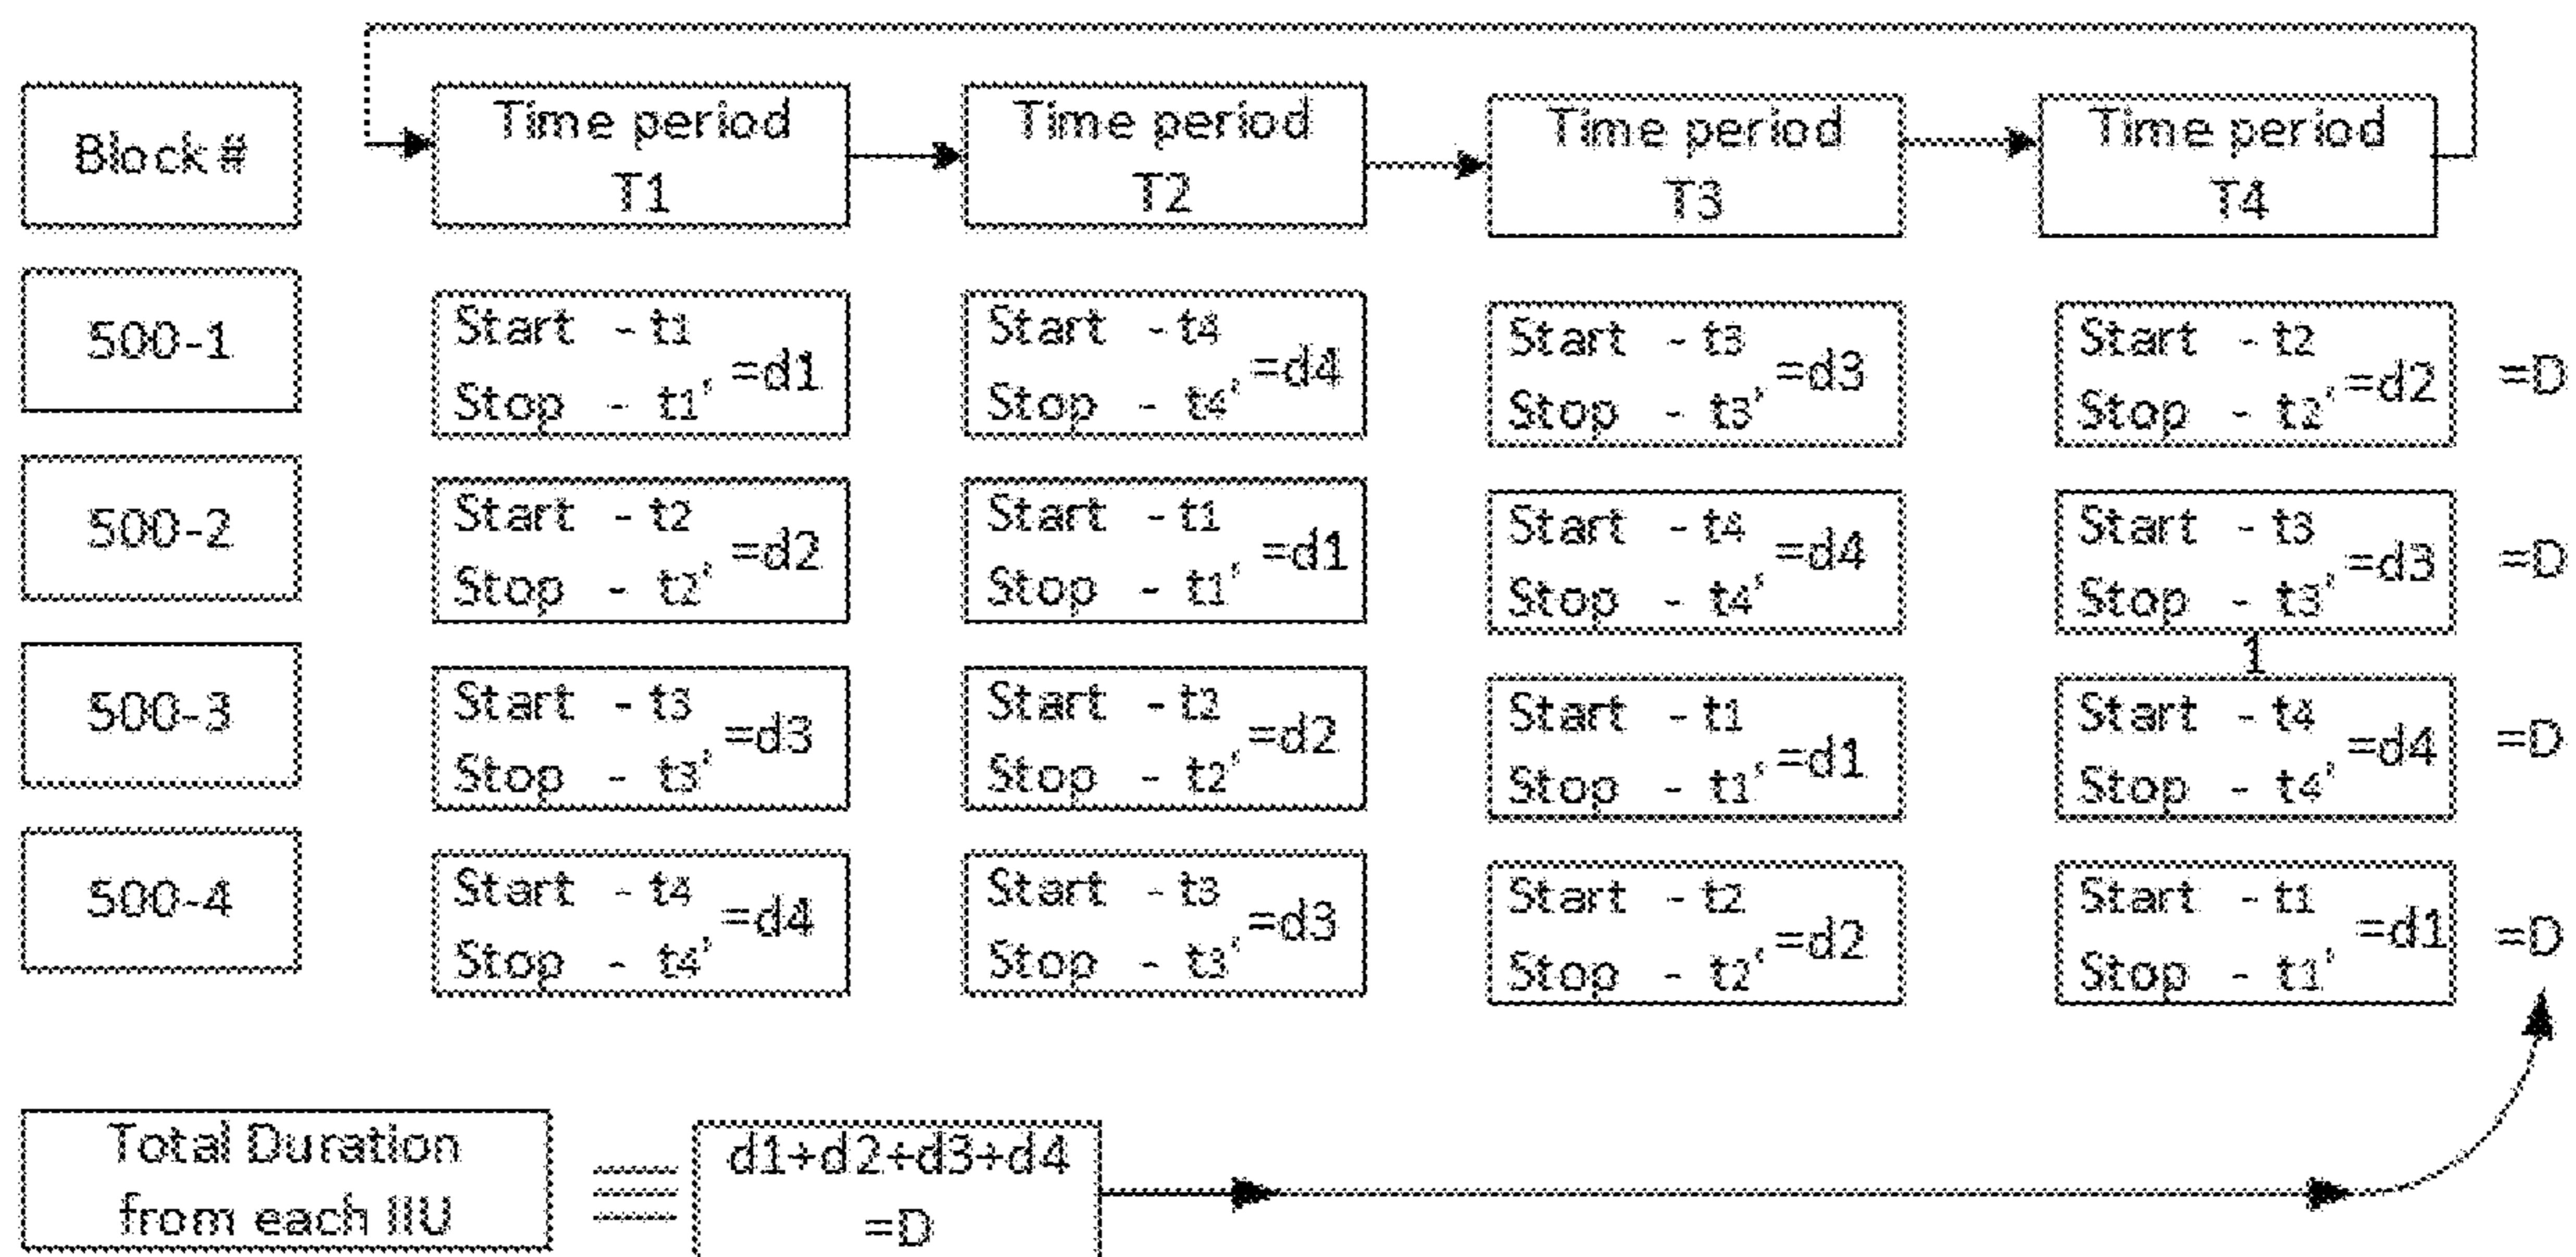 Block #
Time period
T1
Time period
T2
Time period
T3
Time period
T4
500-1
Start - t1
Stop - t1'
=d1
Start - t4
Stop - t4'
=d4
Start - t3
Stop - t3'
=d3
Start - t2
Stop - t2'
=d2
=D
500-2
Start - t2
Stop - t2'
=d2
Start - t1
Stop - t1'
=d1
Start - t4
Stop - t4'
=d4
Start - t3
Stop - t3'
=d3
=D
1
500-3
Start - t3
Stop - t3'
=d3
Start - t2
Stop - t2'
=d2
Start - t1
Stop - t1'
=d1
Start - t4
Stop - t4'
=d4
=D
500-4
Start - t4
Stop - t4'
=d4
Start - t3
Stop - t3'
=d3
Start - t2
Stop - t2'
=d2
Start - t1
Stop - t1'
=d1
=D
Total Duration
from each IIU
d1+d2+d3+d4
=D